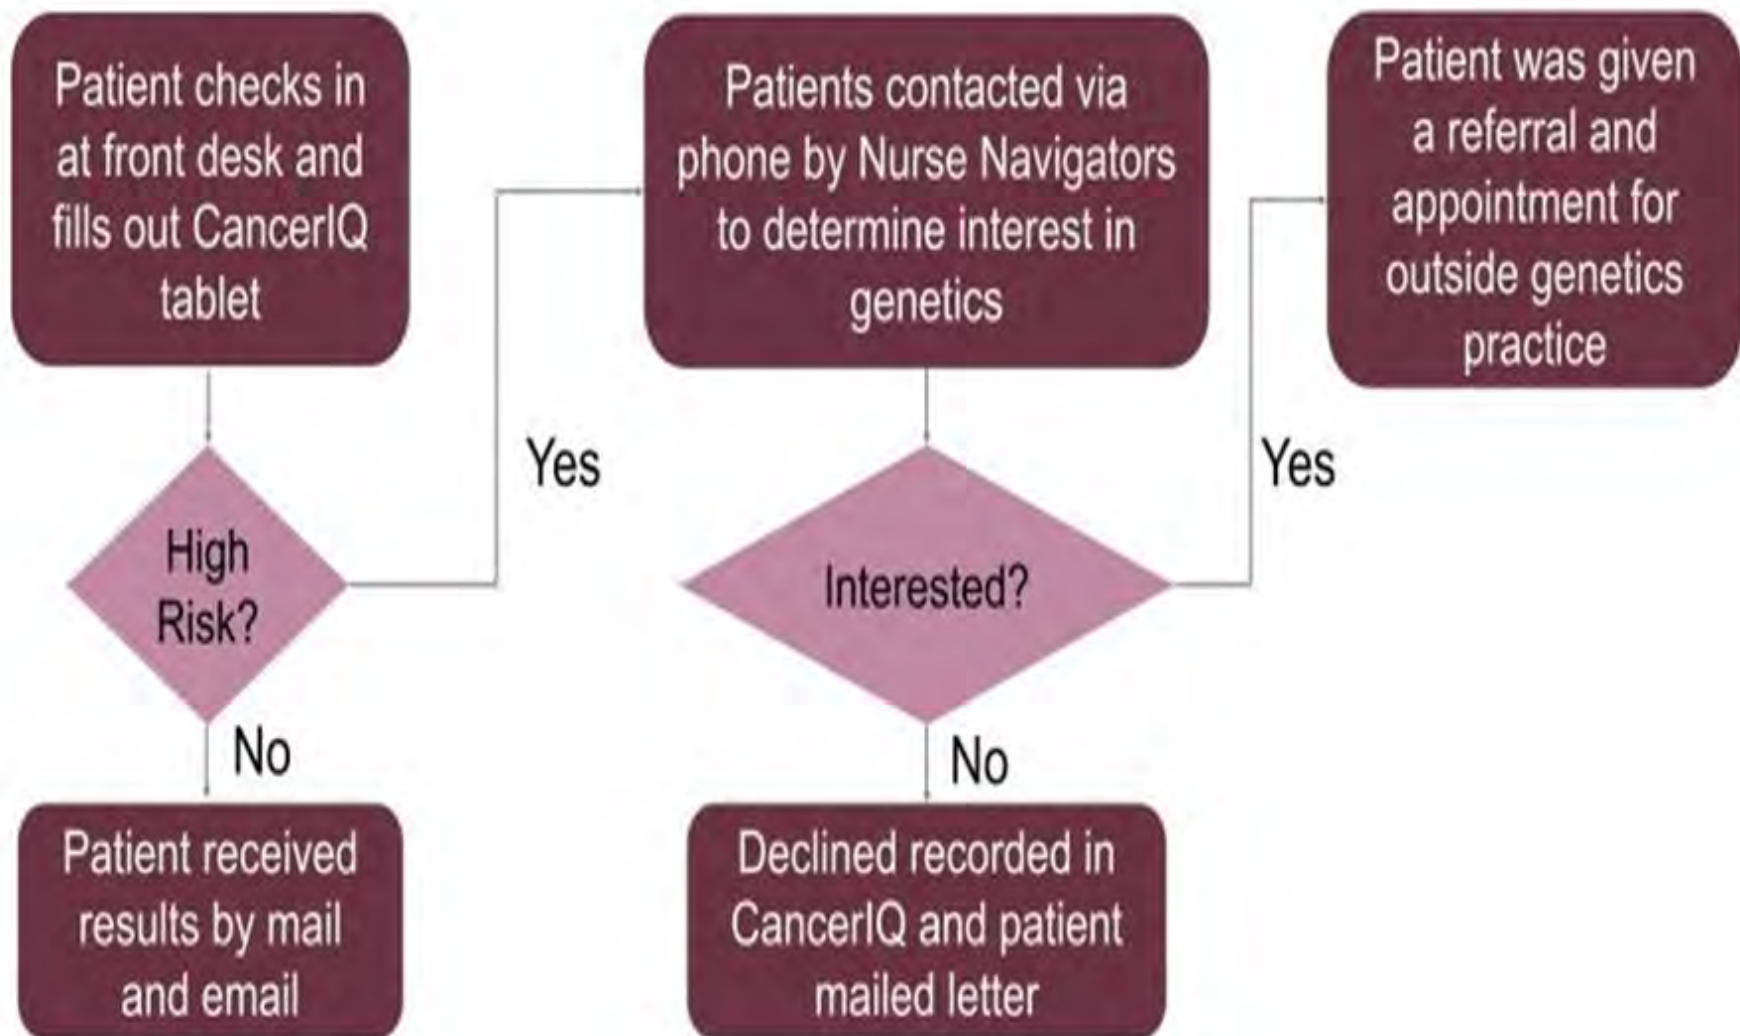 Patient checks in
at front desk and
fills out CancerIQ
tablet
High
Risk?
Yes
No
Patient received
results by mail
and email
Patients contacted via
phone by Nurse Navigators
to determine interest in
genetics
Interested?
Yes
No
Declined recorded in
CancerIQ and patient
mailed letter
Patient was given
a referral and
appointment for
outside genetics
practice